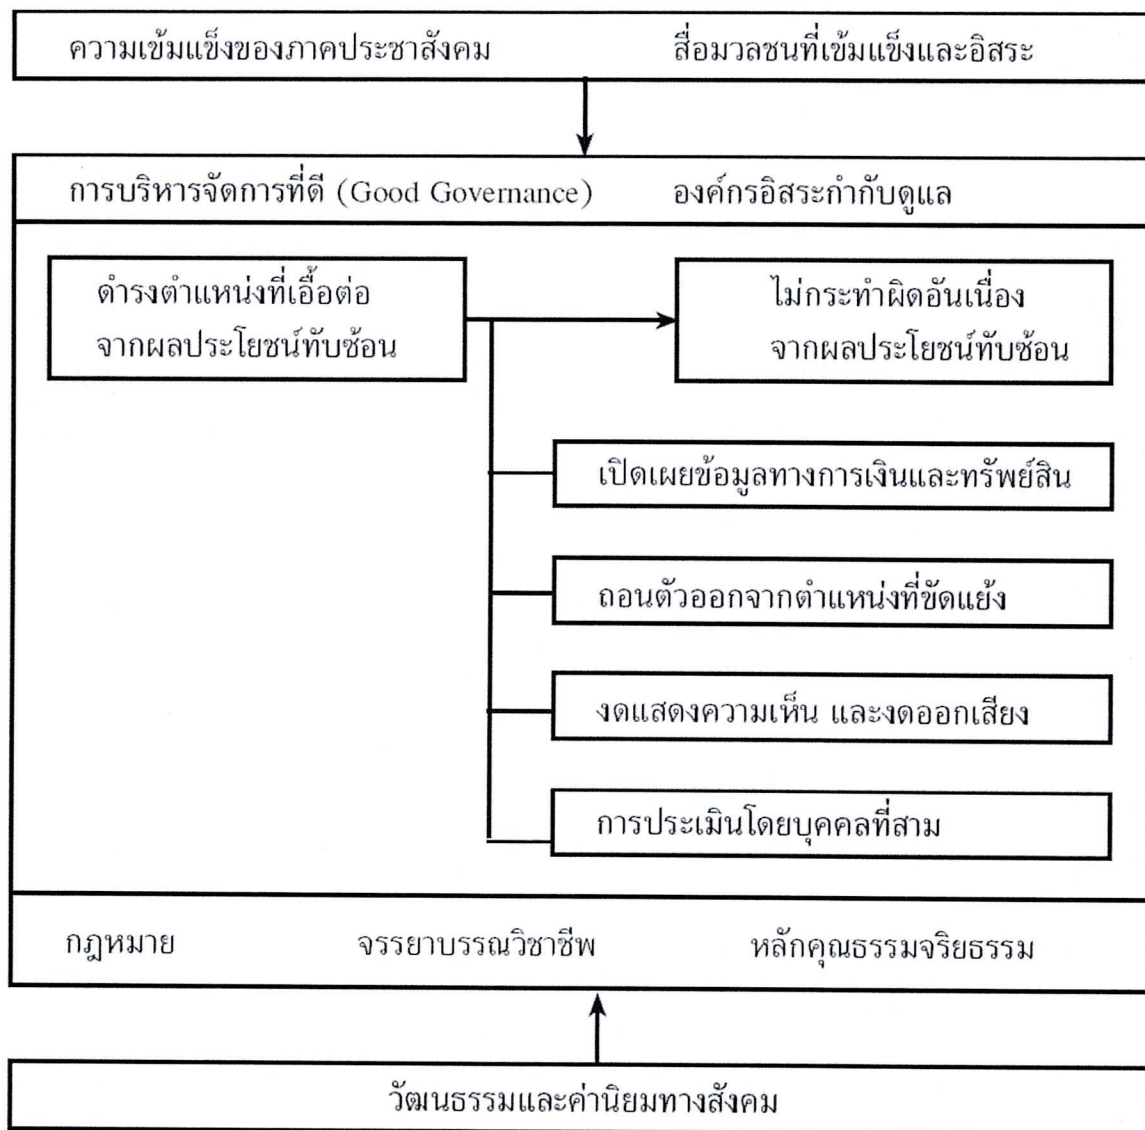 ความเข้มแข็งของภาคประชาสังคม สื่อมวลชนที่เข้มแข็งและอิสระ
การบริหารจัดการที่ดี (Good Governance) องค์กรอิสระกำกับดูแล
ดำรงตำแหน่งที่เอื้อต่อ
จากผลประโยชน์ทับซ้อน
ไม่กระทำผิดอันเนื่อง
จากผลประโยชน์ทับซ้อน
เปิดเผยข้อมูลทางการเงินและทรัพย์สิน
ถอนตัวออกจากตำแหน่งที่ขัดแย้ง
งดแสดงความเห็น และงดออกเสียง
การประเมินโดยบุคคลที่สาม
กฎหมาย จรรยาบรรณวิชาชีพ หลักคุณธรรมจริยธรรม
วัฒนธรรมและค่านิยมทางสังคม